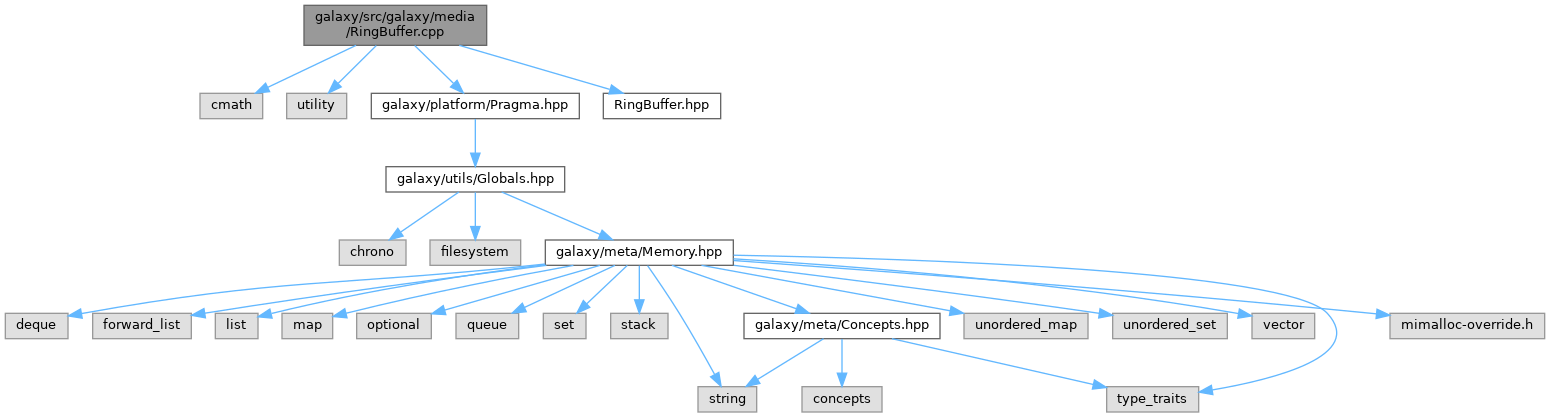 galaxy/src/galaxy/media
/RingBuffer.cpp
cmath
utility
galaxy/platform/Pragma.hpp
RingBuffer.hpp
galaxy/utils/Globals.hpp
chrono
filesystem
galaxy/meta/Memory.hpp
deque
forward_list
list
map
optional
queue
set
stack
galaxy/meta/Concepts.hpp
unordered_map
unordered_set
vector
mimalloc-override.h
string
concepts
type_traits